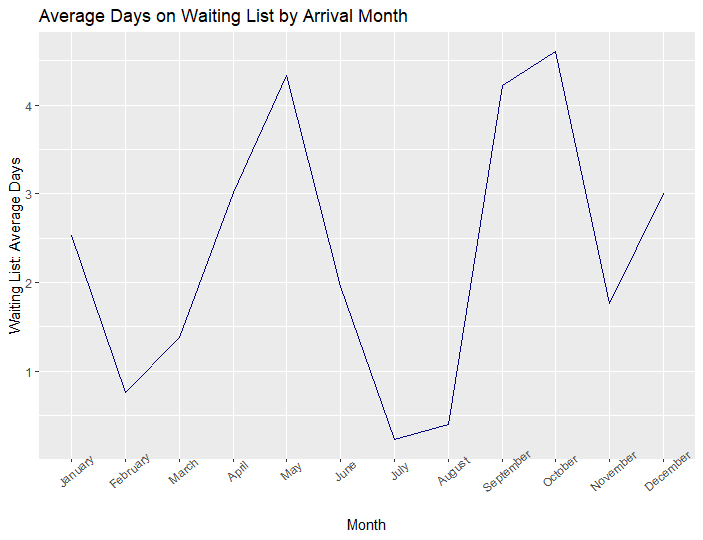 Average Days on Waiting List by Arrival Month
Waiting List: Average Days
4
3
2
1
January
February
March
April
May
June
July
August
September
October
November
December
Month